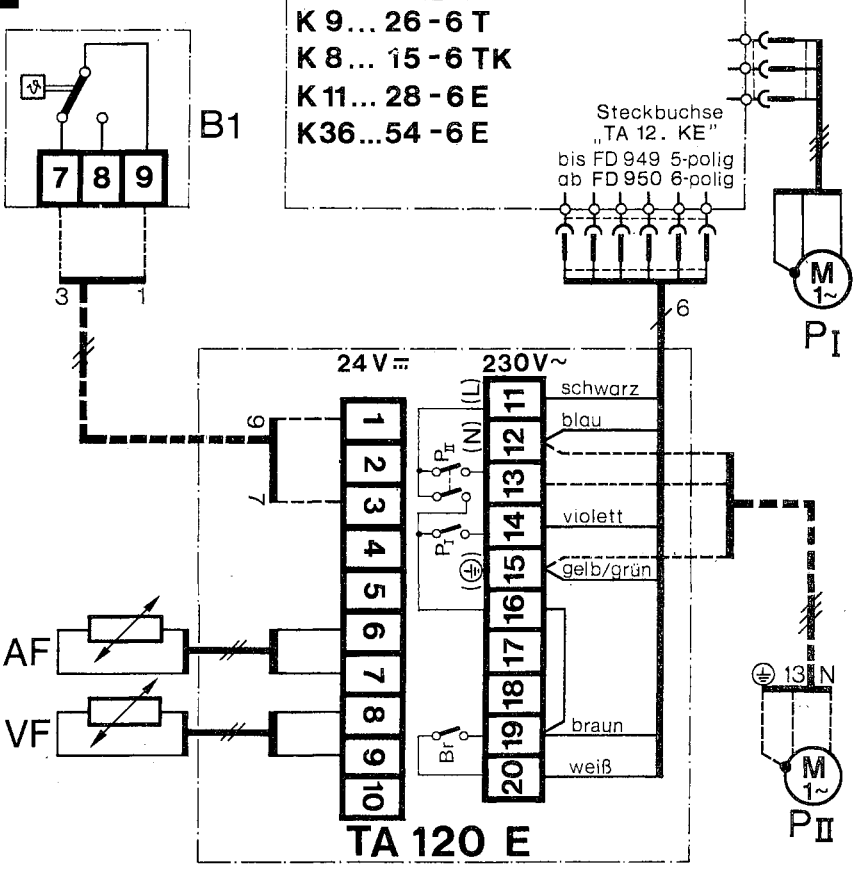 K 9... 26-6 T
K 8... 15-6 TK
K 11... 28-6 E
K 36...54-6 E
Steckbuchse
„TA 12. KE"
bis FD 949 5-polig
ab FD 950 6-polig
ϑ
B1
7 8 9
3 1
6
M
1~
PI
24V
230V~
1
2
3
4
5
6
7
8
9
10
9
7
(L)
(N)
PII
PI
Br
11
12
13
14
15
16
17
18
19
20
schwarz
blau
violett
gelb/grün
braun
weiß
AF
VF
13 N
M
1~
PII
TA 120 E